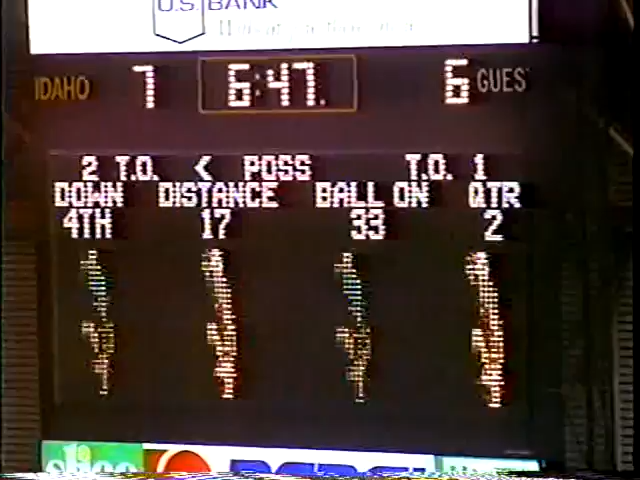 U.S. BANK
IDAHO 7 6:47. 6 GUES
2 T.O. < POSS T.O. 1
DOWN DISTANCE BALL ON QTR
4TH 17 33 2